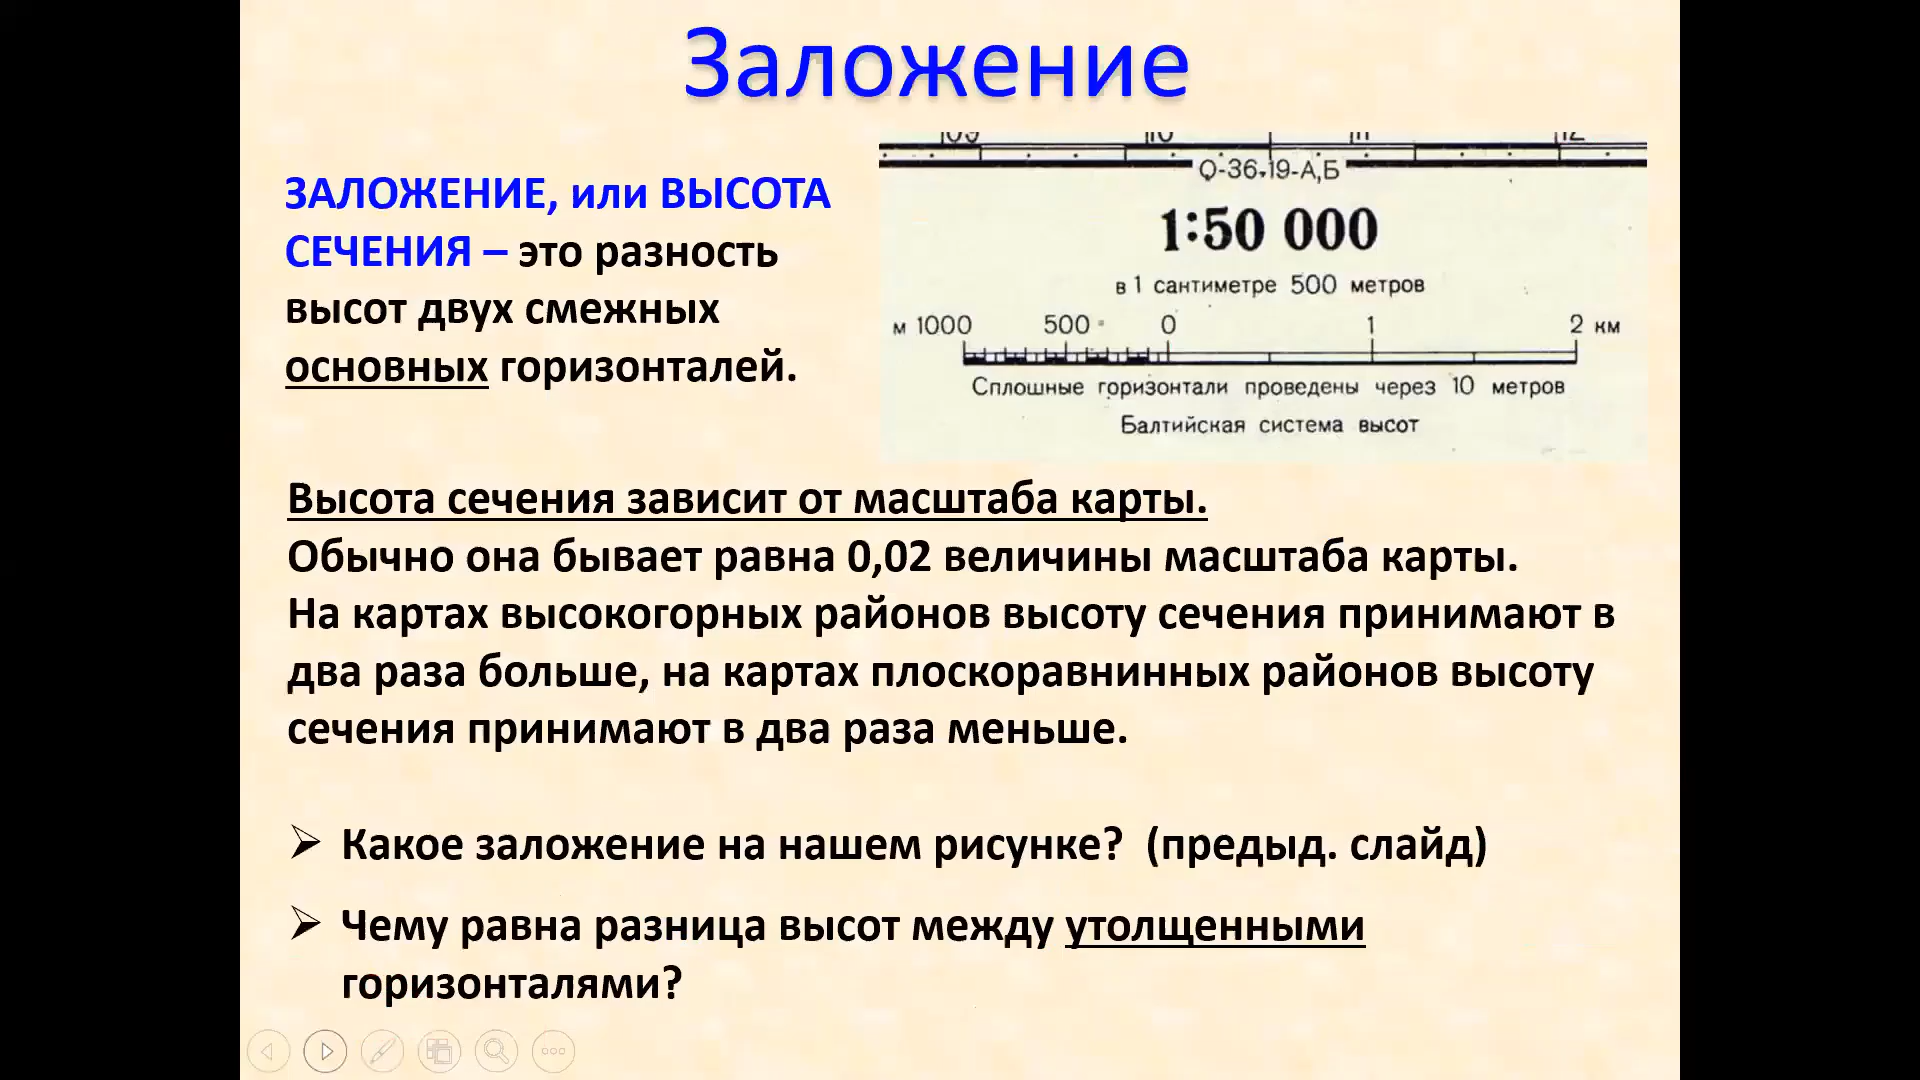 Заложение
ЗАЛОЖЕНИЕ, или ВЫСОТА
СЕЧЕНИЯ – это разность
высот двух смежных
основных горизонталей.
Q-36-19-А,Б
1:50 000
в 1 сантиметре 500 метров
м 1000 500 0 1 2 км
Сплошные горизонтали проведены через 10 метров
Балтийская система высот
Высота сечения зависит от масштаба карты.
Обычно она бывает равна 0,02 величины масштаба карты.
На картах высокогорных районов высоту сечения принимают в
два раза больше, на картах плоскоравнинных районов высоту
сечения принимают в два раза меньше.
Какое заложение на нашем рисунке? (предыд. слайд)
Чему равна разница высот между утолщенными
горизонталями?